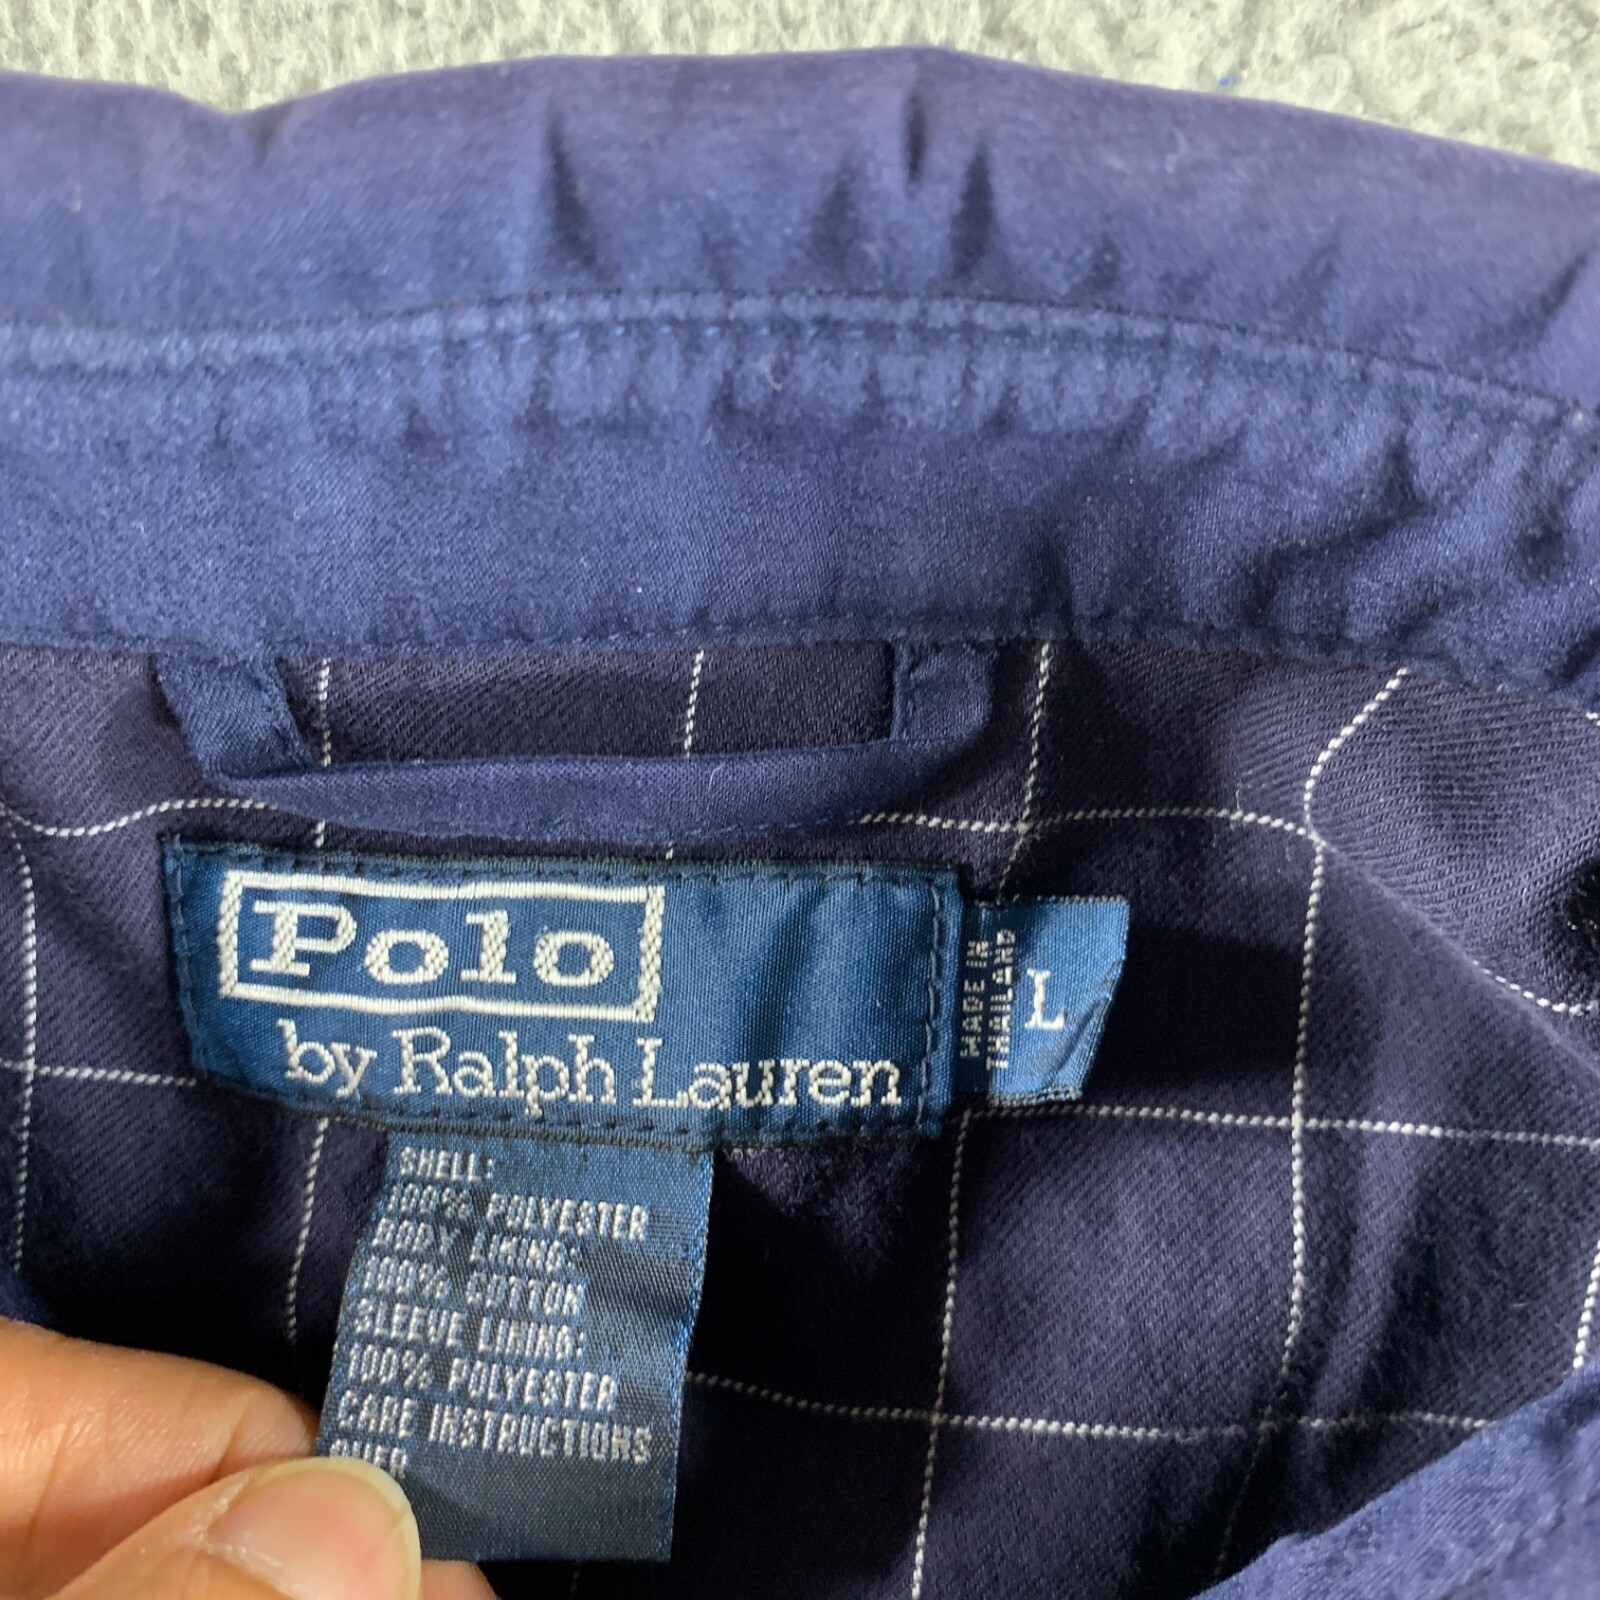 Polo
by Ralph Lauren
MADE IN
THAILAND
L
SHELL:
100% POLYESTER
BODY LINING:
100% COTTON
SLEEVE LINING:
100% POLYESTER
CARE INSTRUCTIONS
OVER